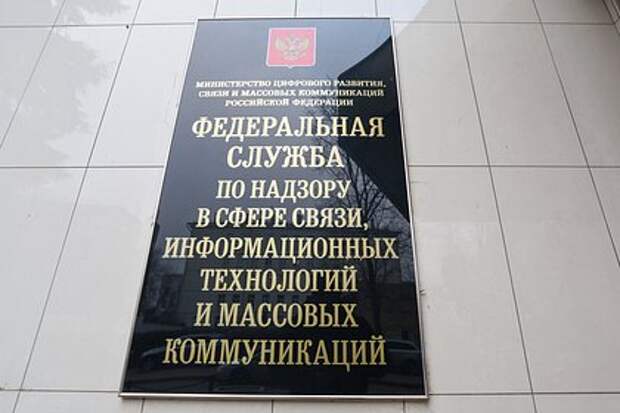 МИНИСТЕРСТВО ЦИФРОВОГО РАЗВИТИЯ,
СВЯЗИ И МАССОВЫХ КОММУНИКАЦИЙ
РОССИЙСКОЙ ФЕДЕРАЦИИ
ФЕДЕРАЛЬНАЯ
СЛУЖБА
ПО НАДЗОРУ
В СФЕРЕ СВЯЗИ,
ИНФОРМАЦИОННЫХ
ТЕХНОЛОГИЙ
И МАССОВЫХ
КОММУНИКАЦИЙ